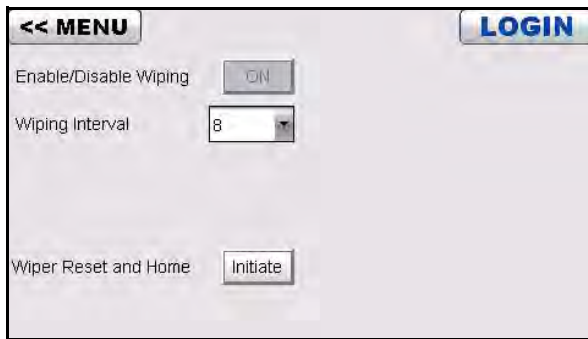 << MENU LOGIN
Enable/Disable Wiping ON
Wiping Interval 8
Wiper Reset and Home Initiate